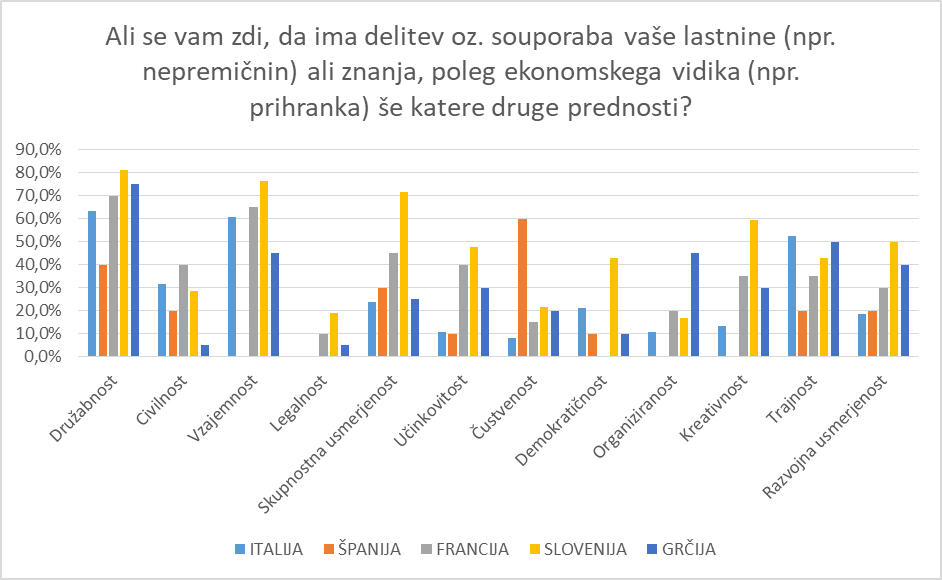 Ali se vam zdi, da ima delitev oz. souporaba vaše lastnine (npr.
nepremičnin) ali znanja, poleg ekonomskega vidika (npr.
prihranka) še katere druge prednosti?
90,0%
80,0%
70,0%
60,0%
50,0%
40,0%
30,0%
20,0%
10,0%
0,0%
Družabnost
Civilnost
Vzajemnost
Legalnost
Skupnostna usmerjenost
Učinkovitost
Čustvenost
Demokratičnost
Organiziranost
Kreativnost
Trajnost
Razvojna usmerjenost
ITALIJA ŠPANIJA FRANCIJA SLOVENIJA GRČIJA